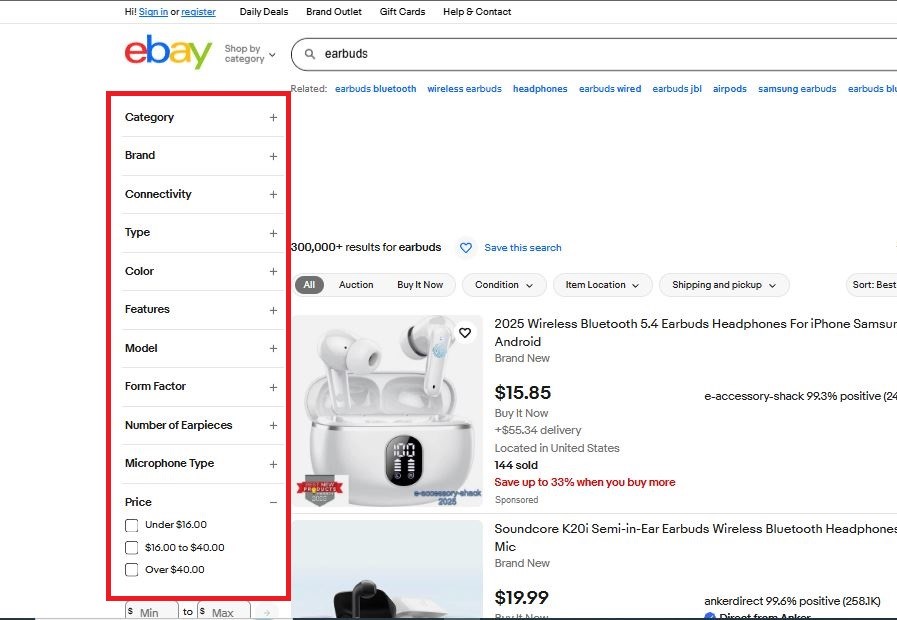 Hi! Sign in or register Daily Deals Brand Outlet Gift Cards Help & Contact
ebay
Shop by
category
earbuds
Related: earbuds bluetooth wireless earbuds headphones earbuds wired earbuds jbl airpods samsung earbuds earbuds blu
Category
Brand
Connectivity
Type
Color
Features
Model
Form Factor
Number of Earpieces
Microphone Type
Price
Under $16.00
$16.00 to $40.00
Over $40.00
$ Min to $ Max
300,000+ results for earbuds Save this search
All Auction Buy It Now Condition Item Location Shipping and pickup Sort: Best
100
BEST NEW
PRODUCTS
2025
e-accessory-shack
2025
2025 Wireless Bluetooth 5.4 Earbuds Headphones For iPhone Samsun
Android
Brand New
$15.85
e-accessory-shack 99.3% positive (24
Buy It Now
+$55.34 delivery
Located in United States
144 sold
Save up to 33% when you buy more
Sponsored
Soundcore K20i Semi-in-Ear Earbuds Wireless Bluetooth Headphones
Mic
Brand New
$19.99
ankerdirect 99.6% positive (258.1K)
Buy It Now
Direct from Anker